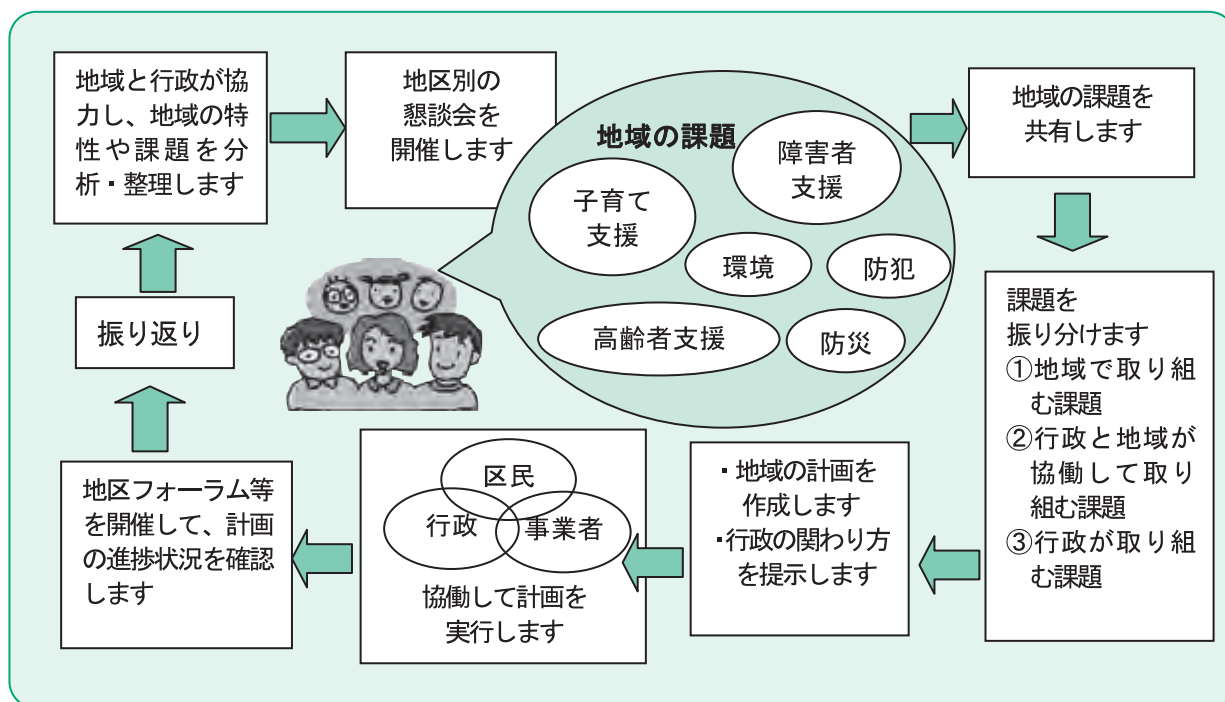 地域と行政が協
力し、地域の特
性や課題を分
析・整理します
地区別の
懇談会を
開催します
地域の課題
子育て
支援
障害者
支援
環境
防犯
高齢者支援
防災
地域の課題を
共有します
課題を
振り分けます
①地域で取り組
む課題
②行政と地域が
協働して取り
組む課題
③行政が取り組
む課題
・地域の計画を
作成します
・行政の関わり方
を提示します
区民
行政
事業者
協働して計画を
実行します
地区フォーラム等
を開催して、計画
の進捗状況を確認
します
振り返り